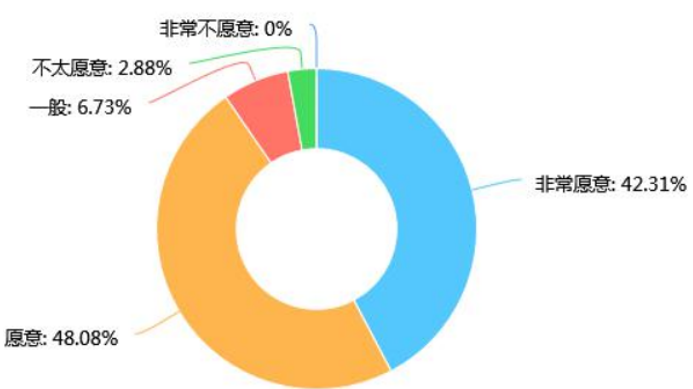 非常不愿意: 0%
不太愿意: 2.88%
一般: 6.73%
非常愿意: 42.31%
愿意: 48.08%